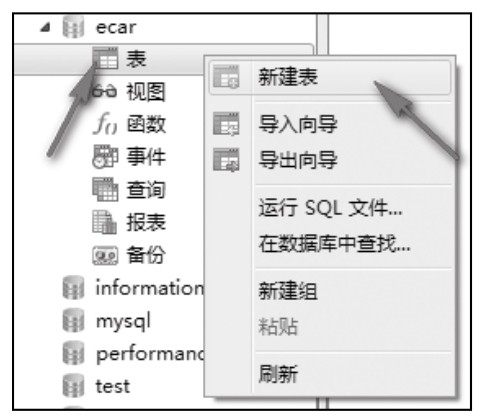 ecar
表
视图
函数
事件
查询
报表
备份
information
mysql
performanc
test
新建表
导入向导
导出向导
运行 SQL 文件...
在数据库中查找...
新建组
粘贴
刷新